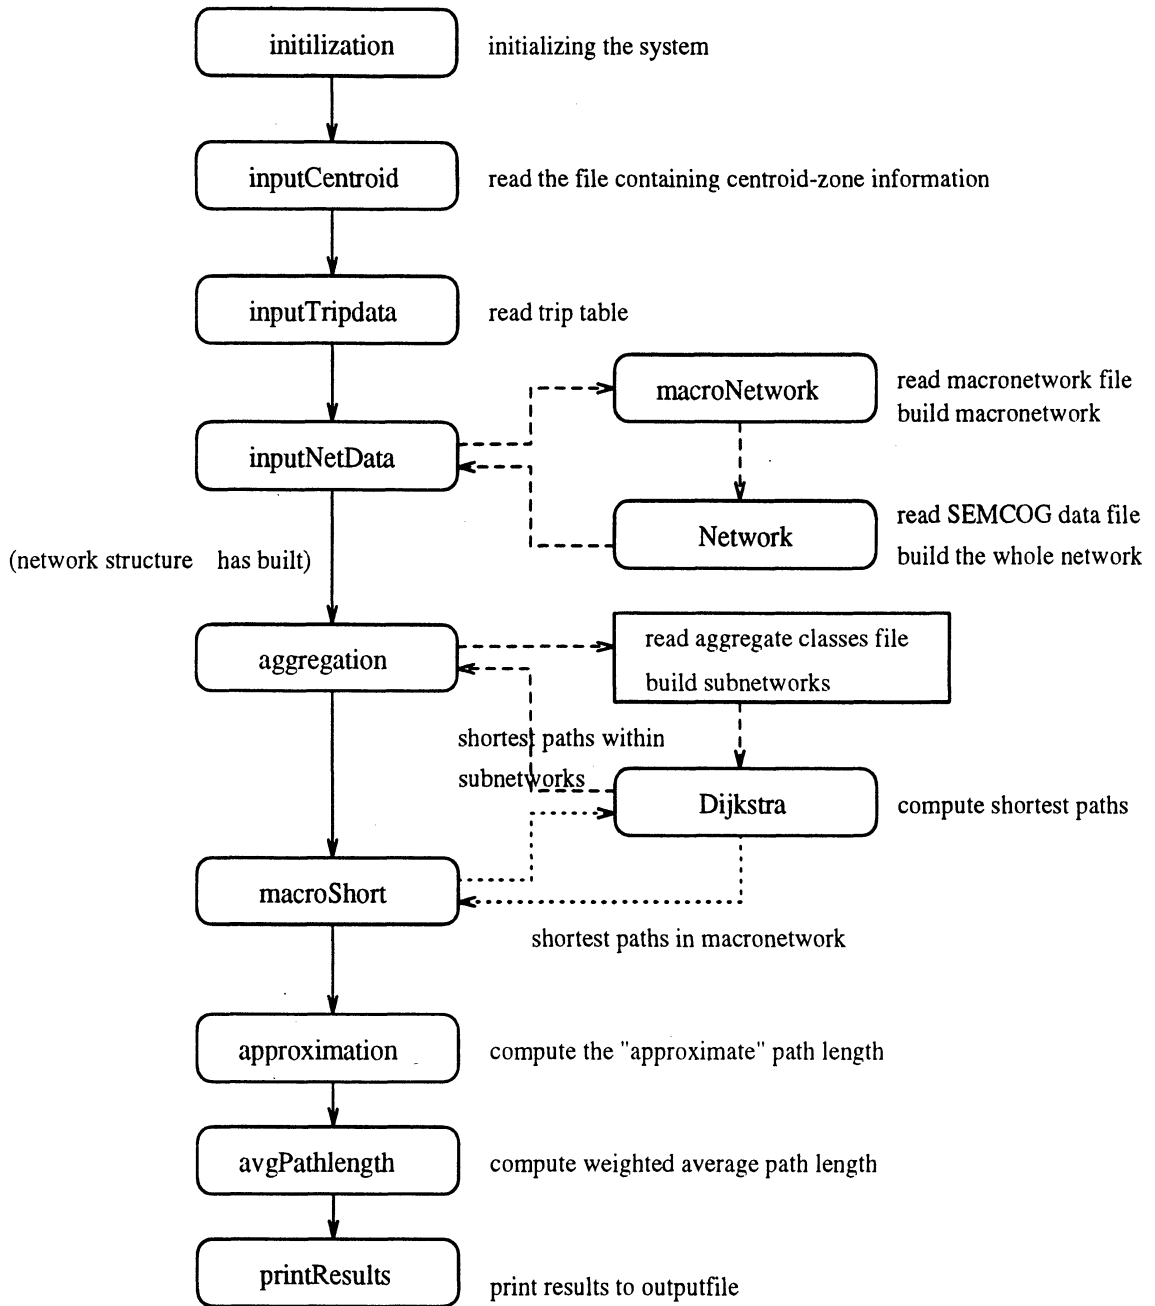 initilization
initializing the system
inputCentroid
read the file containing centroid-zone information
inputTripdata
read trip table
macroNetwork
read macronetwork file
build macronetwork
inputNetData
Network
read SEMCOG data file
build the whole network
(network structure has built)
aggregation
read aggregate classes file
build subnetworks
shortest paths within
subnetworks
Dijkstra
compute shortest paths
macroShort
shortest paths in macronetwork
approximation
compute the "approximate" path length
avgPathlength
compute weighted average path length
printResults
print results to outputfile